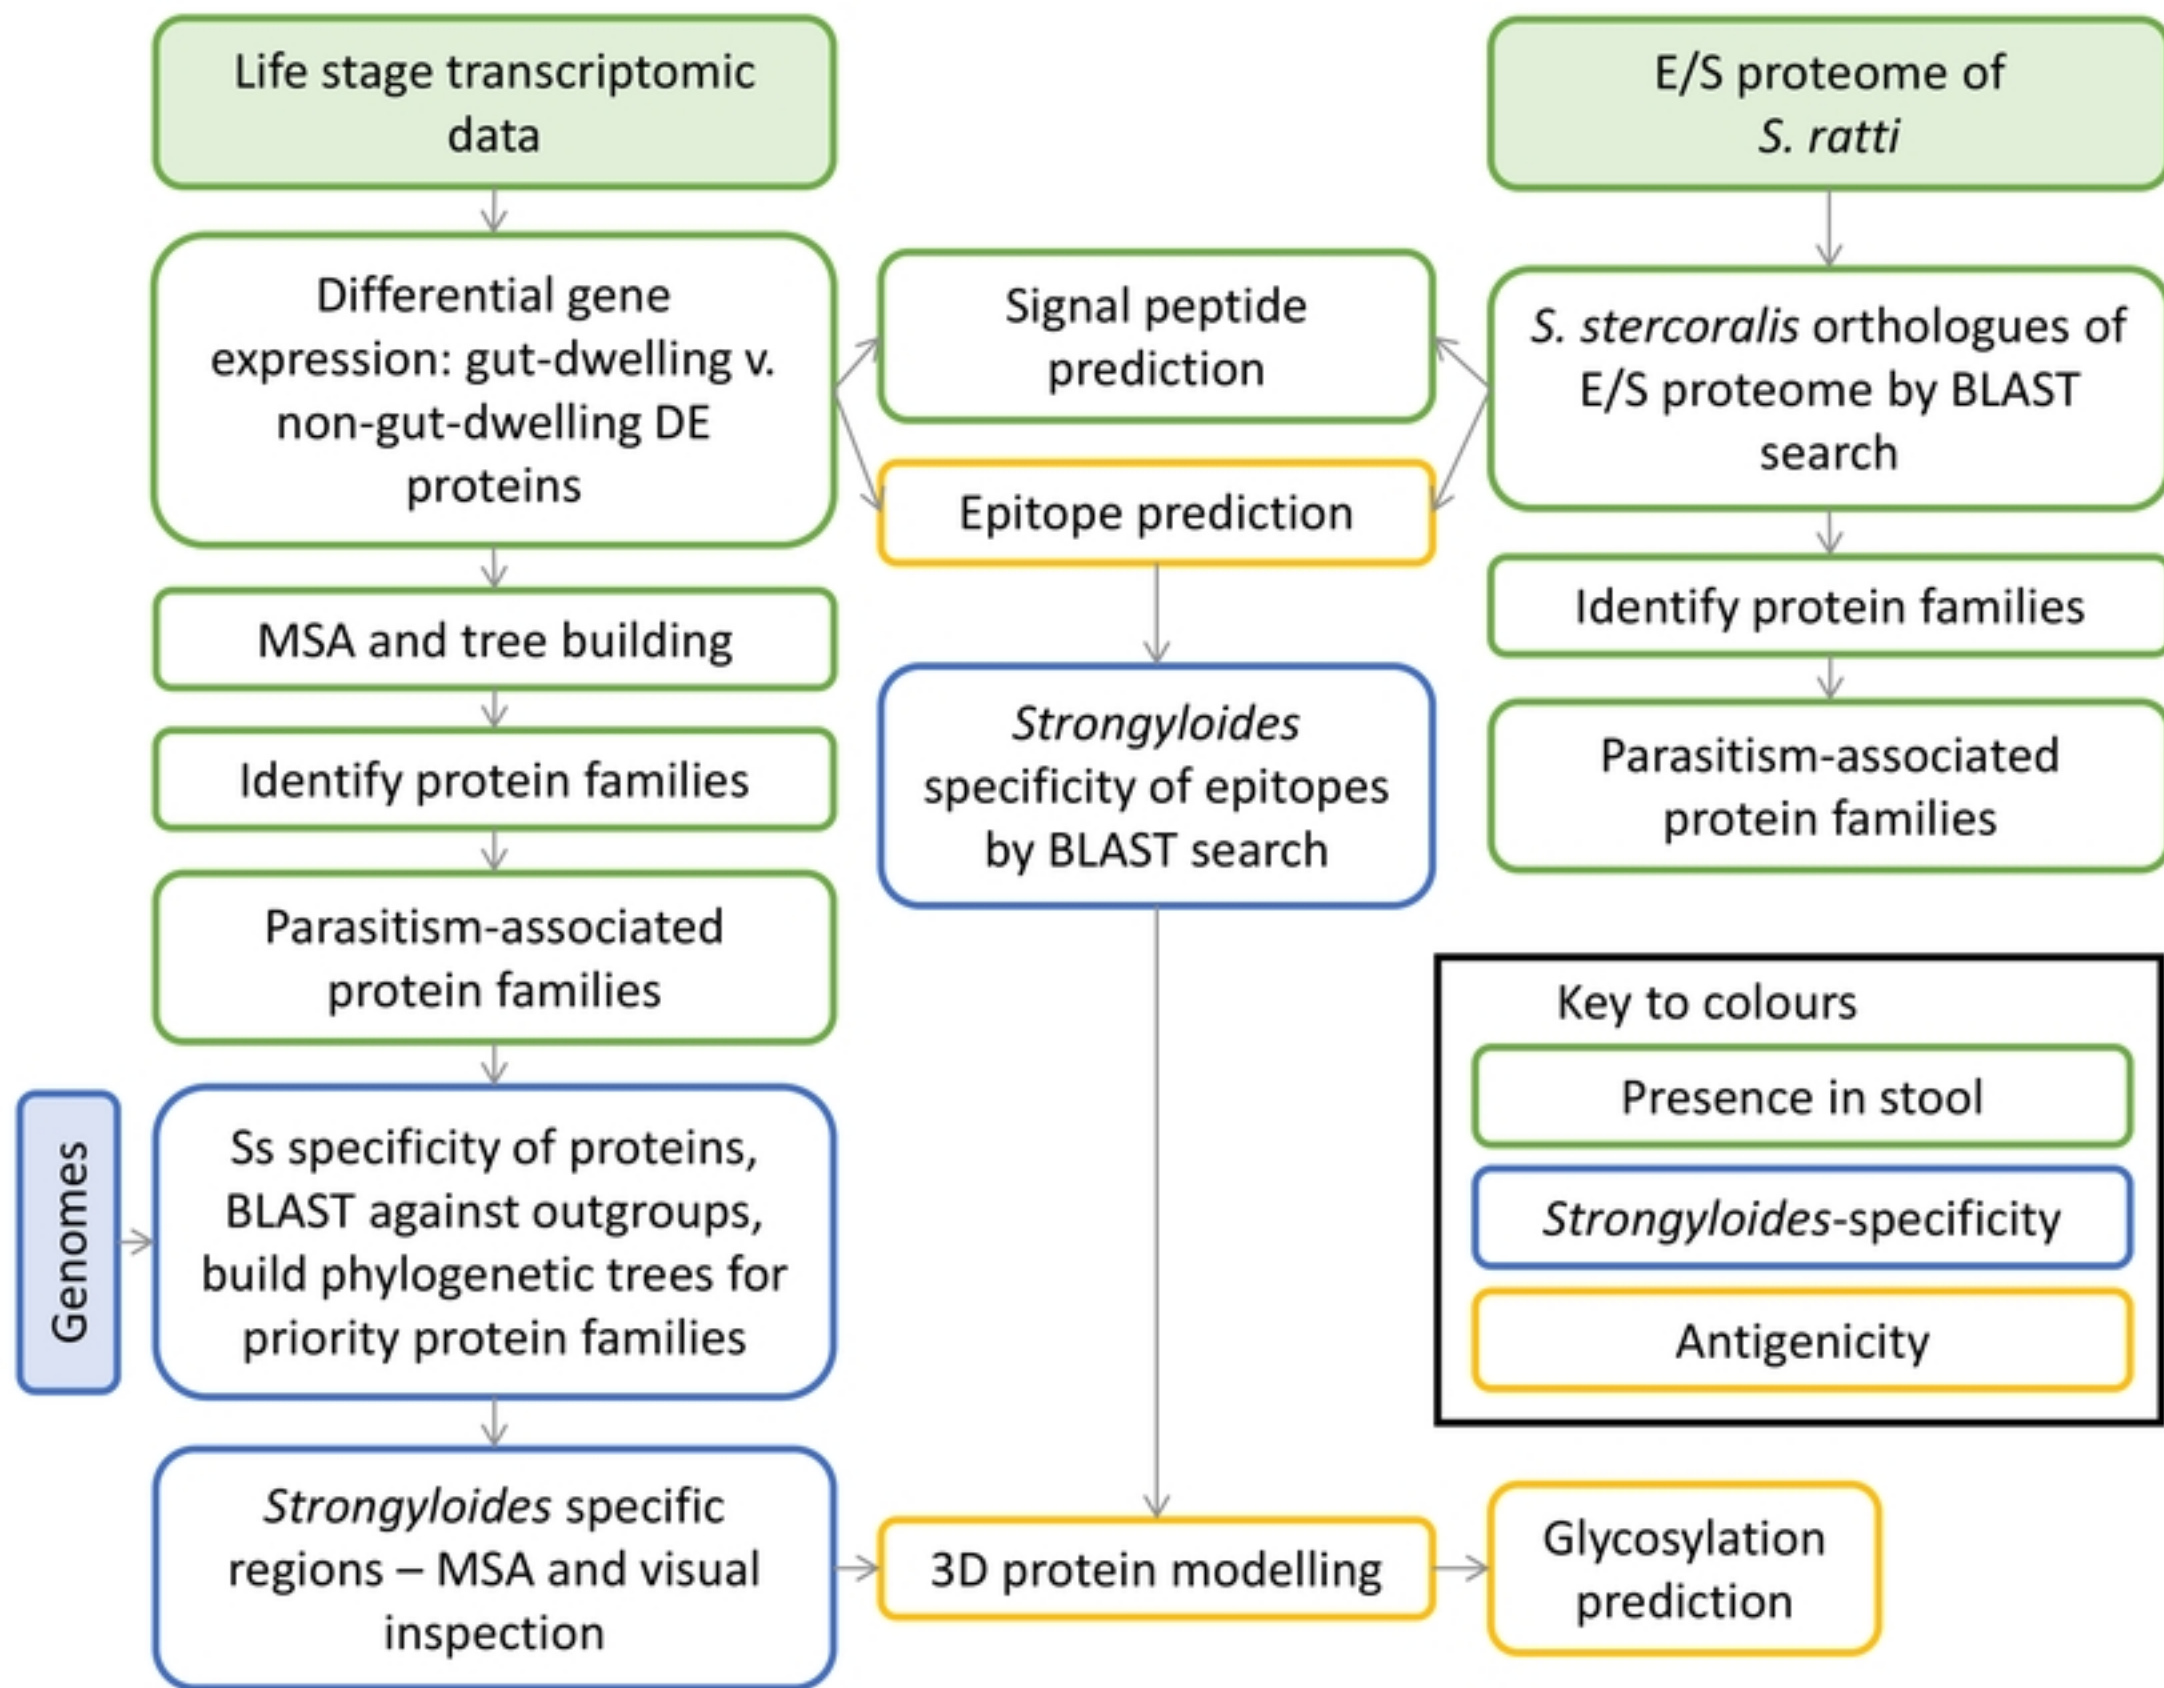 Life stage transcriptomic
data
Differential gene
expression: gut-dwelling v.
non-gut-dwelling DE
proteins
MSA and tree building
Identify protein families
Parasitism-associated
protein families
Genomes
Ss specificity of proteins,
BLAST against outgroups,
build phylogenetic trees for
priority protein families
Strongyloides specific
regions – MSA and visual
inspection
Signal peptide
prediction
Epitope prediction
Strongyloides
specificity of epitopes
by BLAST search
3D protein modelling
Glycosylation
prediction
E/S proteome of
S. ratti
S. stercoralis orthologues of
E/S proteome by BLAST
search
Identify protein families
Parasitism-associated
protein families
Key to colours
Presence in stool
Strongyloides-specificity
Antigenicity